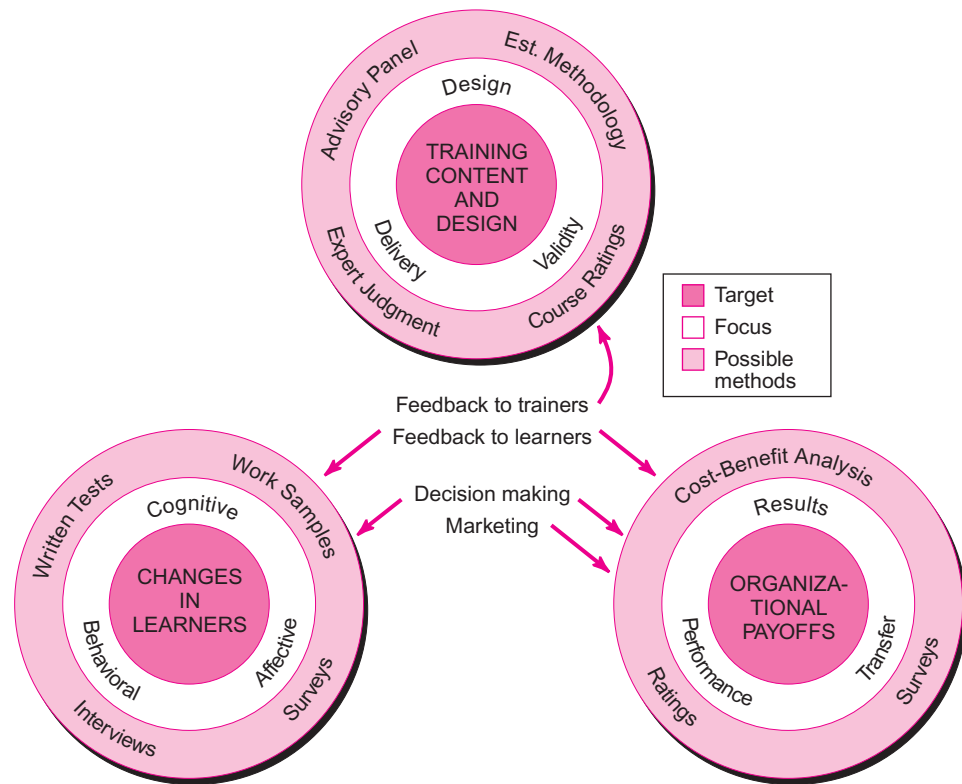 Advisory Panel
Est. Methodology
Design
TRAINING
CONTENT
AND
DESIGN
Delivery
Validity
Expert Judgment
Course Ratings
Target
Focus
Possible
methods
Feedback to trainers
Feedback to learners
Decision making
Marketing
Written Tests
Work Samples
Cognitive
CHANGES
IN
LEARNERS
Behavioral
Affective
Interviews
Surveys
Cost-Benefit Analysis
Results
ORGANIZA-
TIONAL
PAYOFFS
Performance
Transfer
Ratings
Surveys